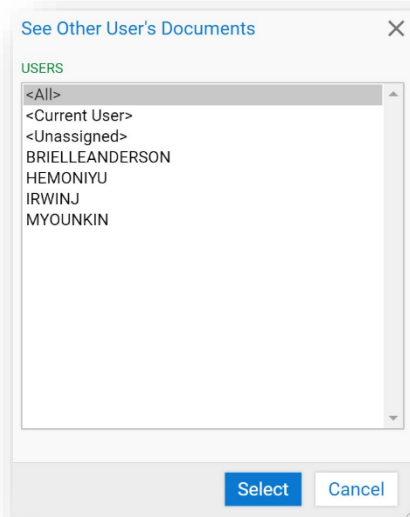 See Other User's Documents
USERS
<All>
<Current User>
<Unassigned>
BRIELLEANDERSON
HEMONIYU
IRWINJ
MYOUNKIN
Select Cancel